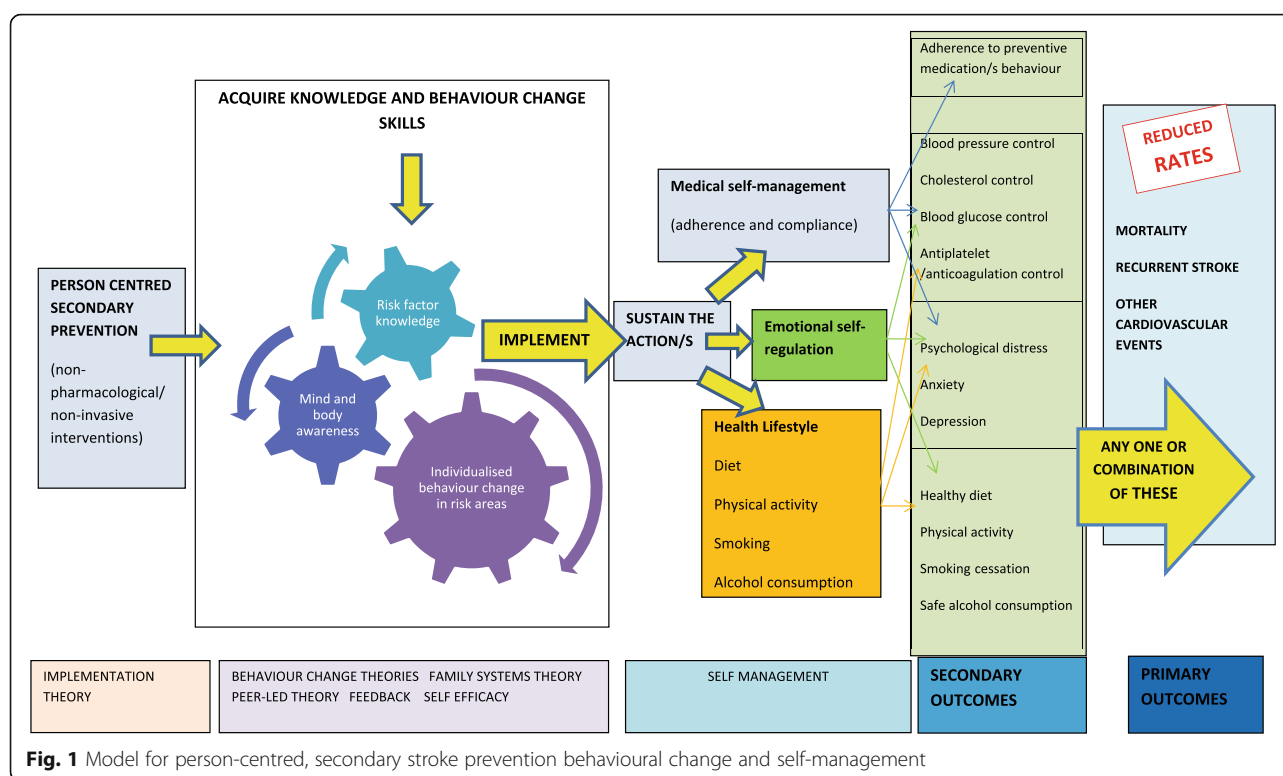 ACQUIRE KNOWLEDGE AND BEHAVIOUR CHANGE
SKILLS
PERSON CENTRED
SECONDARY
PREVENTION
(non-
pharmacological/
non-invasive
interventions)
Risk factor
knowledge
Mind and
body
awareness
Individualised
behaviour change
in risk areas
IMPLEMENT
SUSTAIN THE
ACTION/S
Medical self-management
(adherence and compliance)
Emotional self-
regulation
Health Lifestyle
Diet
Physical activity
Smoking
Alcohol consumption
Adherence to preventive
medication/s behaviour
Blood pressure control
Cholesterol control
Blood glucose control
Antiplatelet
/anticoagulation control
Psychological distress
Anxiety
Depression
Healthy diet
Physical activity
Smoking cessation
Safe alcohol consumption
REDUCED
RATES
MORTALITY
RECURRENT STROKE
OTHER
CARDIOVASCULAR
EVENTS
ANY ONE OR
COMBINATION
OF THESE
IMPLEMENTATION
THEORY
BEHAVIOUR CHANGE THEORIES FAMILY SYSTEMS THEORY
PEER-LED THEORY FEEDBACK SELF EFFICACY
SELF MANAGEMENT
SECONDARY
OUTCOMES
PRIMARY
OUTCOMES
Fig. 1 Model for person-centred, secondary stroke prevention behavioural change and self-management